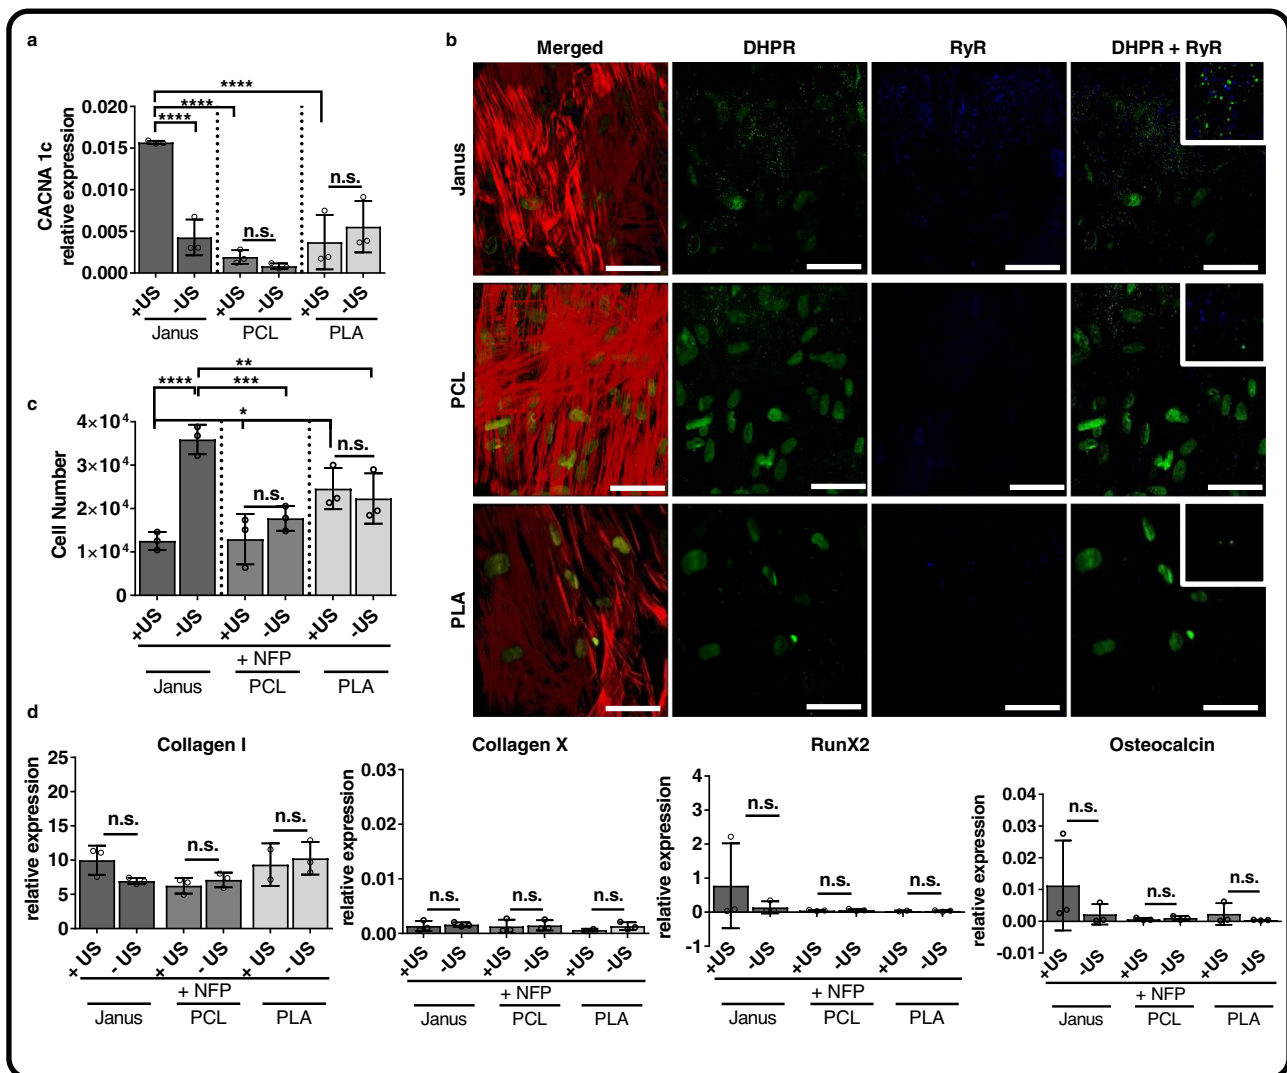 a
CACNA 1c
relative expression
0.020
0.015
0.010
0.005
0.000
****
****
****
n.s.
n.s.
+US
-US
+US
-US
+US
-US
Janus
PCL
PLA
b
Merged
DHPR
RyR
DHPR + RyR
Janus
PCL
PLA
c
Cell Number
4×10⁴
3×10⁴
2×10⁴
1×10⁴
0
**
****
***
*
n.s.
n.s.
+US
-US
+US
-US
+US
-US
+ NFP
Janus
PCL
PLA
d
Collagen I
relative expression
25
20
15
10
5
0
n.s.
n.s.
n.s.
+ US
- US
+ US
- US
+ US
- US
+ NFP
Janus
PCL
PLA
Collagen X
relative expression
0.03
0.02
0.01
0.00
n.s.
n.s.
n.s.
+US
-US
+US
-US
+US
-US
+ NFP
Janus
PCL
PLA
RunX2
relative expression
4
3
2
1
0
-1
n.s.
n.s.
n.s.
+US
-US
+US
-US
+US
-US
+ NFP
Janus
PCL
PLA
Osteocalcin
relative expression
0.04
0.03
0.02
0.01
0.00
-0.01
n.s.
n.s.
n.s.
+US
-US
+US
-US
+US
-US
+ NFP
Janus
PCL
PLA